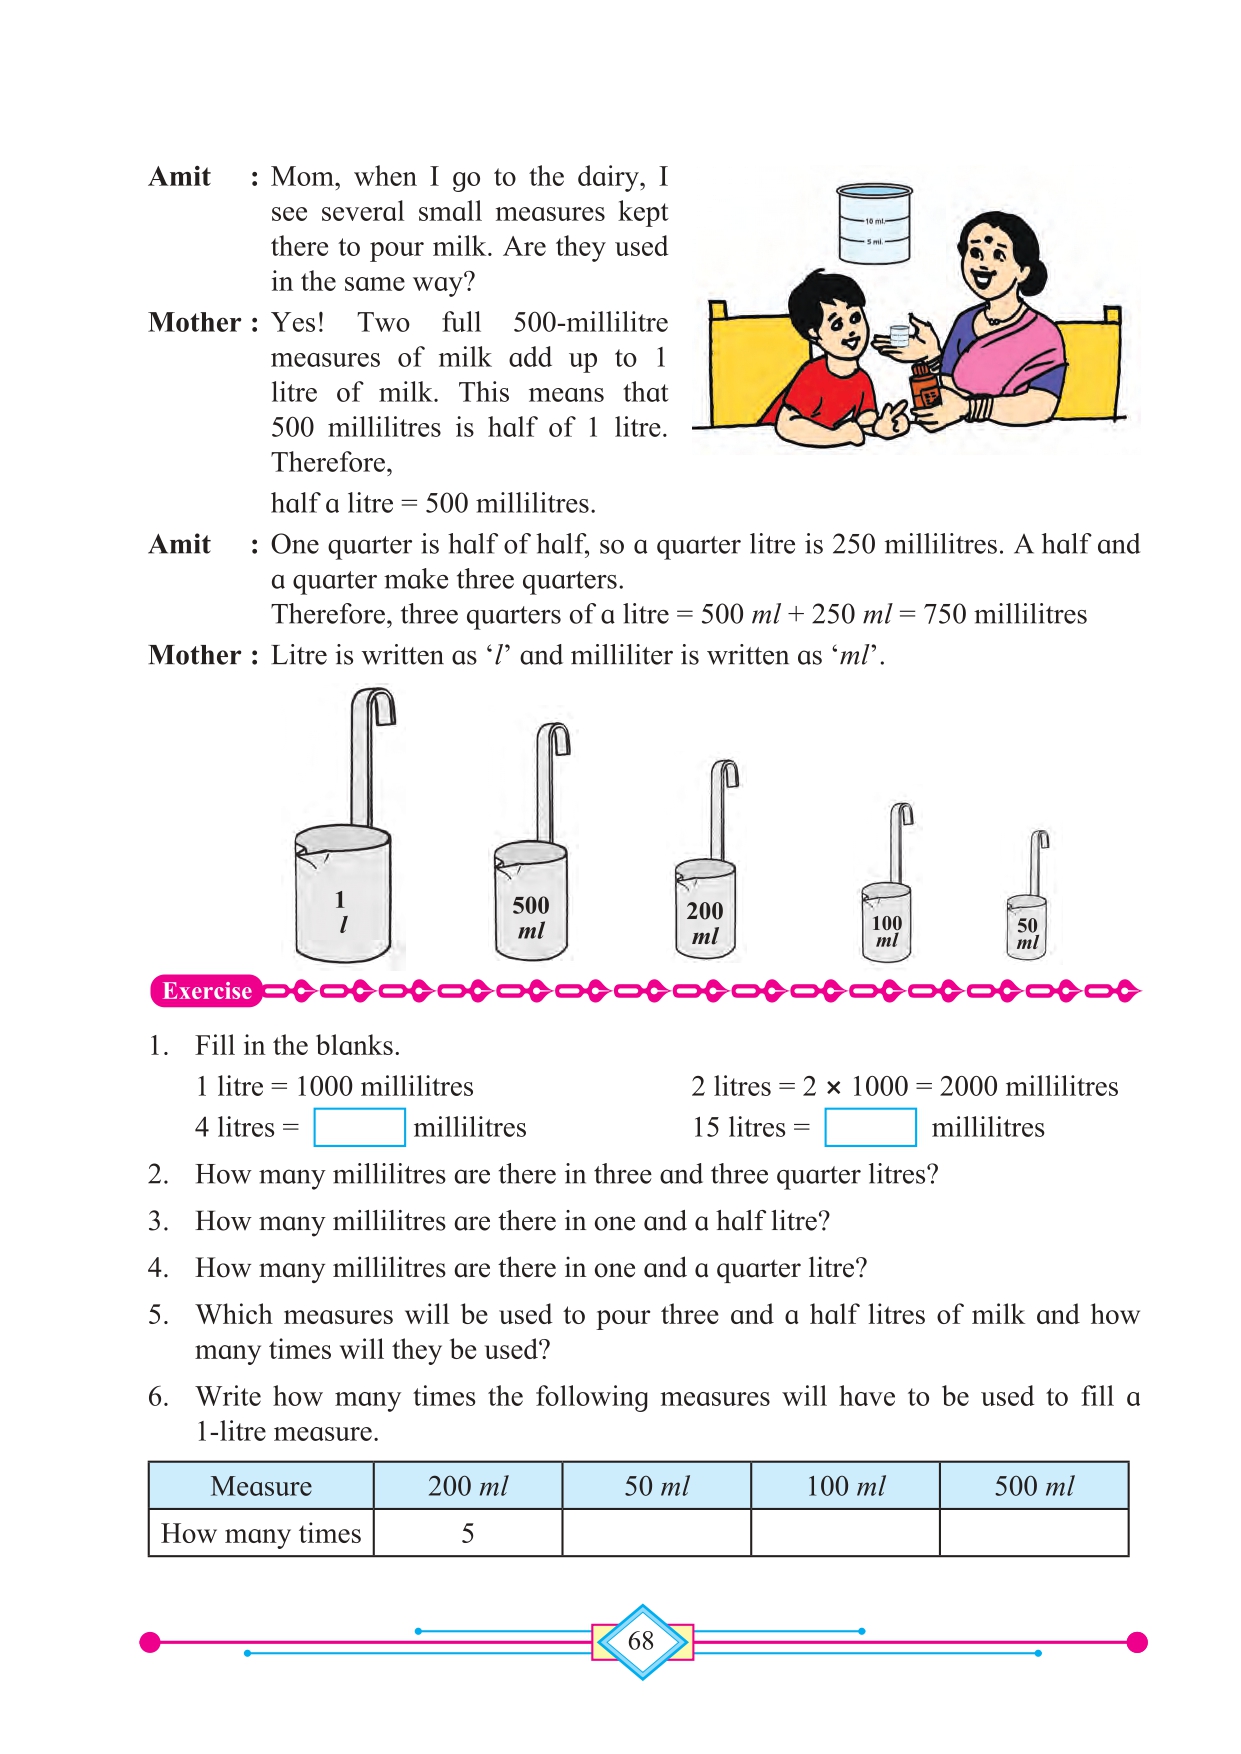 Amit : Mom, when I go to the dairy, I
see several small measures kept
there to pour milk. Are they used
in the same way?
Mother : Yes! Two full 500-millilitre
measures of milk add up to 1
litre of milk. This means that
500 millilitres is half of 1 litre.
Therefore,
half a litre = 500 millilitres.
10 ml.
5 ml.
Amit : One quarter is half of half, so a quarter litre is 250 millilitres. A half and
a quarter make three quarters.
Therefore, three quarters of a litre = 500 ml + 250 ml = 750 millilitres
Mother : Litre is written as ‘l’ and milliliter is written as ‘ml’.
1
l
500
ml
200
ml
100
ml
50
ml
Exercise
1. Fill in the blanks.
1 litre = 1000 millilitres 2 litres = 2 × 1000 = 2000 millilitres
4 litres = millilitres 15 litres = millilitres
2. How many millilitres are there in three and three quarter litres?
3. How many millilitres are there in one and a half litre?
4. How many millilitres are there in one and a quarter litre?
5. Which measures will be used to pour three and a half litres of milk and how
many times will they be used?
6. Write how many times the following measures will have to be used to fill a
1-litre measure.
Measure 200 ml 50 ml 100 ml 500 ml
How many times 5
68